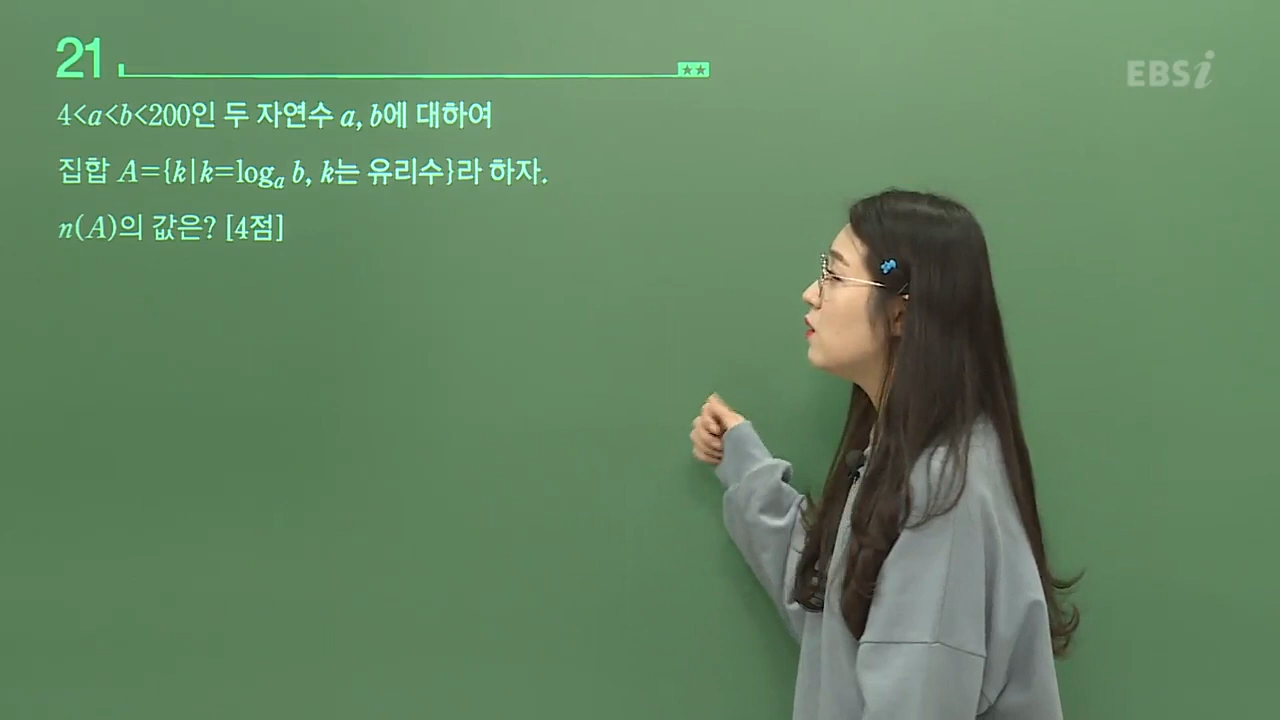 21
★★
4<a<b<200인 두 자연수 a, b에 대하여
집합 A={k|k=logₐ b, k는 유리수}라 하자.
n(A)의 값은? [4점]
EBSi